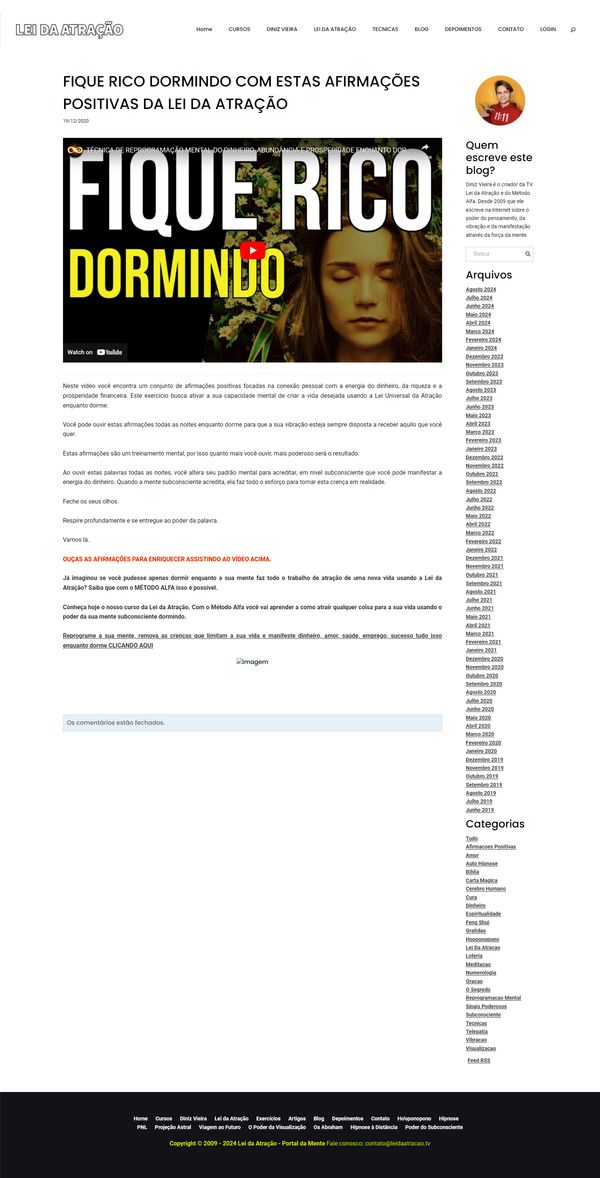 LEI DA ATRAÇÃO
Home CURSOS DINIZ VIEIRA LEI DA ATRAÇÃO TECNICAS BLOG DEPOIMENTOS CONTATO LOGIN
FIQUE RICO DORMINDO COM ESTAS AFIRMAÇÕES
POSITIVAS DA LEI DA ATRAÇÃO
19/12/2020
TÉCNICA DE REPROGRAMAÇÃO MENTAL DO DINHEIRO, ABUNDÂNCIA E PROSPERIDADE ENQUANTO DOR...
FIQUE RICO
DORMINDO
Watch on YouTube
Neste vídeo você encontra um conjunto de afirmações positivas focadas na conexão pessoal com a energia do dinheiro, da riqueza e a
prosperidade financeira. Este exercício busca ativar a sua capacidade mental de criar a vida desejada usando a Lei Universal da Atração
enquanto dorme.
Você pode ouvir estas afirmações todas as noites enquanto dorme para que a sua vibração esteja sempre disposta a receber aquilo que você
quer.
Estas afirmações são um treinamento mental, por isso quanto mais você ouvir, mais poderoso será o resultado.
Ao ouvir estas palavras todas as noites, você altera seu padrão mental para acreditar, em nível subconsciente que você pode manifestar a
energia do dinheiro. Quando a mente subconsciente acredita, ela faz todo o esforço para tornar esta crença em realidade.
Feche os seus olhos.
Respire profundamente e se entregue ao poder da palavra.
Vamos lá.
OUÇAS AS AFIRMAÇÕES PARA ENRIQUECER ASSISTINDO AO VÍDEO ACIMA.
Já imaginou se você pudesse apenas dormir enquanto a sua mente faz todo o trabalho de atração de uma nova vida usando a Lei da
Atração? Saiba que com o MÉTODO ALFA isso é possível.
Conheça hoje o nosso curso da Lei da Atração. Com o Método Alfa você vai aprender a como atrair qualquer coisa para a sua vida usando o
poder da sua mente subconsciente dormindo.
Reprograme a sua mente, remova as crenças que limitam a sua vida e manifeste dinheiro, amor, saúde, emprego, sucesso tudo isso
enquanto dorme CLICANDO AQUI
Imagem
Os comentários estão fechados.
11:11
Quem
escreve este
blog?
Diniz Vieira é o criador da TV
Lei da Atração e do Método
Alfa. Desde 2009 que ele
escreve na Internet sobre o
poder do pensamento, da
vibração e da manifestação
através da força da mente.
Busca
Arquivos
Agosto 2024
Julho 2024
Junho 2024
Maio 2024
Abril 2024
Março 2024
Fevereiro 2024
Janeiro 2024
Dezembro 2023
Novembro 2023
Outubro 2023
Setembro 2023
Agosto 2023
Julho 2023
Junho 2023
Maio 2023
Abril 2023
Março 2023
Fevereiro 2023
Janeiro 2023
Dezembro 2022
Novembro 2022
Outubro 2022
Setembro 2022
Agosto 2022
Julho 2022
Junho 2022
Maio 2022
Abril 2022
Março 2022
Fevereiro 2022
Janeiro 2022
Dezembro 2021
Novembro 2021
Outubro 2021
Setembro 2021
Agosto 2021
Julho 2021
Junho 2021
Maio 2021
Abril 2021
Março 2021
Fevereiro 2021
Janeiro 2021
Dezembro 2020
Novembro 2020
Outubro 2020
Setembro 2020
Agosto 2020
Julho 2020
Junho 2020
Maio 2020
Abril 2020
Março 2020
Fevereiro 2020
Janeiro 2020
Dezembro 2019
Novembro 2019
Outubro 2019
Setembro 2019
Agosto 2019
Julho 2019
Junho 2019
Categorias
Tudo
Afirmacoes Positivas
Amor
Auto Hipnose
Biblia
Carta Magica
Cerebro Humano
Cura
Dinheiro
Espiritualidade
Feng Shui
Gratidao
Hooponopono
Lei Da Atracao
Loteria
Meditacao
Numerologia
Oracao
O Segredo
Reprogramacao Mental
Sinais Poderosos
Subconsciente
Tecnicas
Telepatia
Vibracao
Visualizacao
Feed RSS
Home Cursos Diniz Vieira Lei da Atração Exercícios Artigos Blog Depoimentos Contato Ho'oponopono Hipnose
PNL Projeção Astral Viagem ao Futuro O Poder da Visualização Os Abraham Hipnose à Distância Poder do Subconsciente
Copyright © 2009 - 2024 Lei da Atração - Portal da Mente Fale conosco: contato@leidaatracao.tv